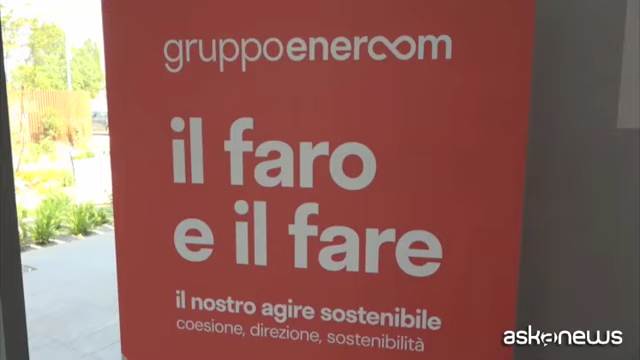 gruppoenercom
il faro
e il fare
il nostro agire sostenibile
coesione, direzione, sostenibilità
askanews